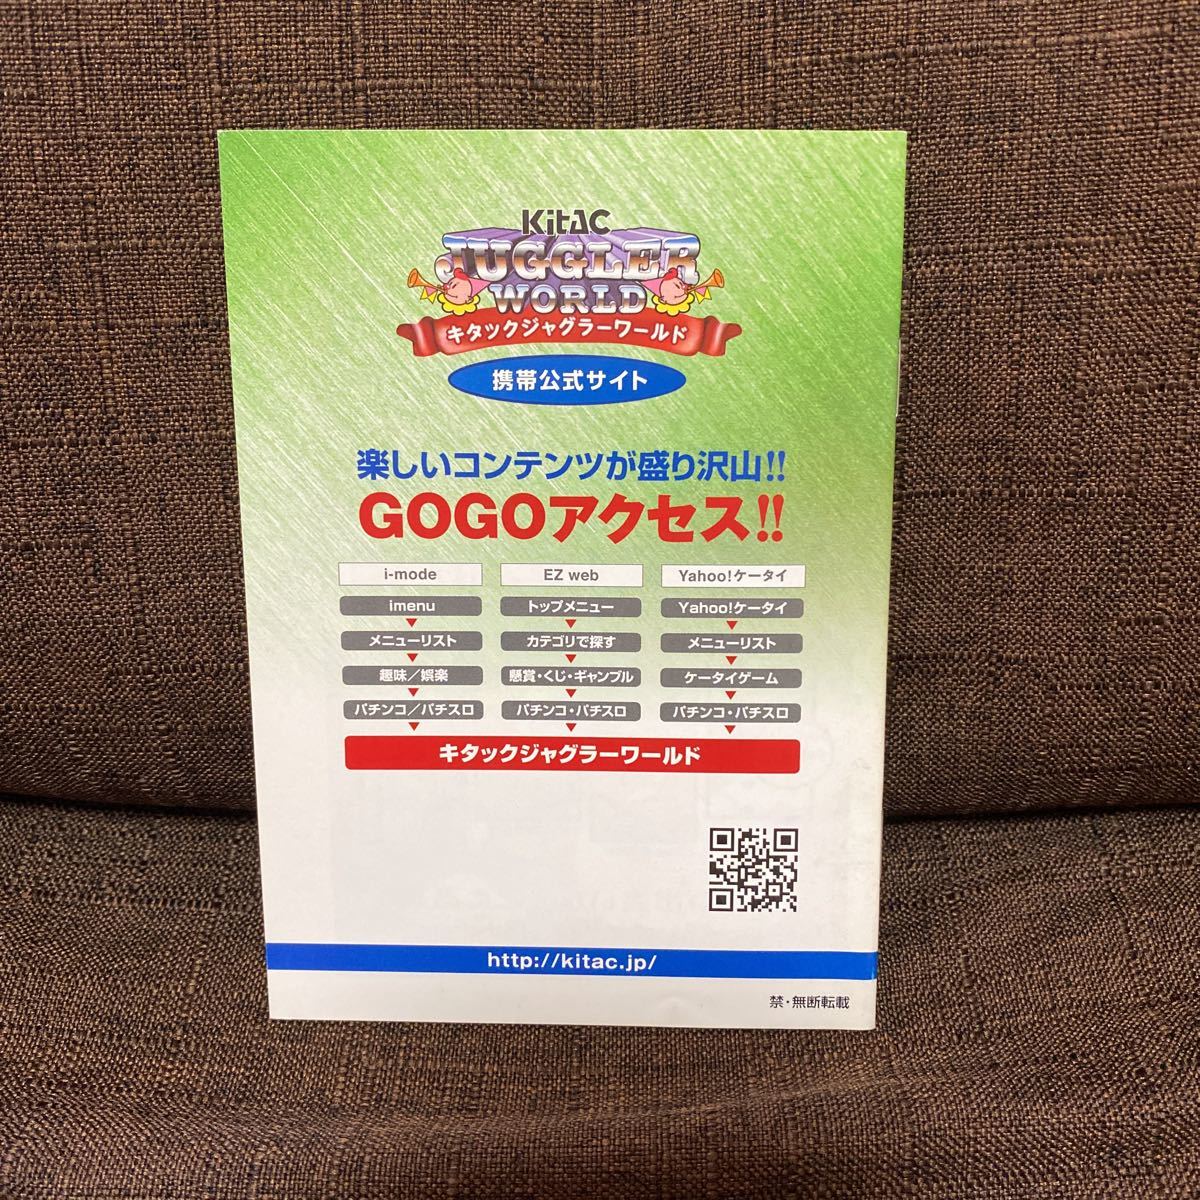 KitAC
JUGGLER
WORLD
キタックジャグラーワールド
携帯公式サイト
楽しいコンテンツが盛り沢山!!
GOGOアクセス!!
i-mode
EZ web
Yahoo!ケータイ
imenu
トップメニュー
Yahoo!ケータイ
メニューリスト
カテゴリで探す
メニューリスト
趣味／娯楽
懸賞・くじ・ギャンブル
ケータイゲーム
パチンコ／パチスロ
パチンコ・パチスロ
パチンコ・パチスロ
キタックジャグラーワールド
http://kitac.jp/
禁・無断転載